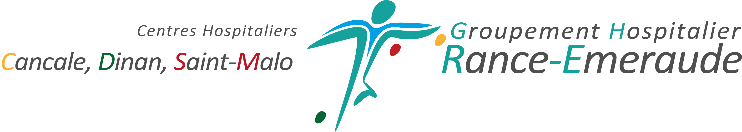 Centres Hospitaliers
Cancale, Dinan, Saint-Malo
Groupement Hospitalier
Rance-Emeraude